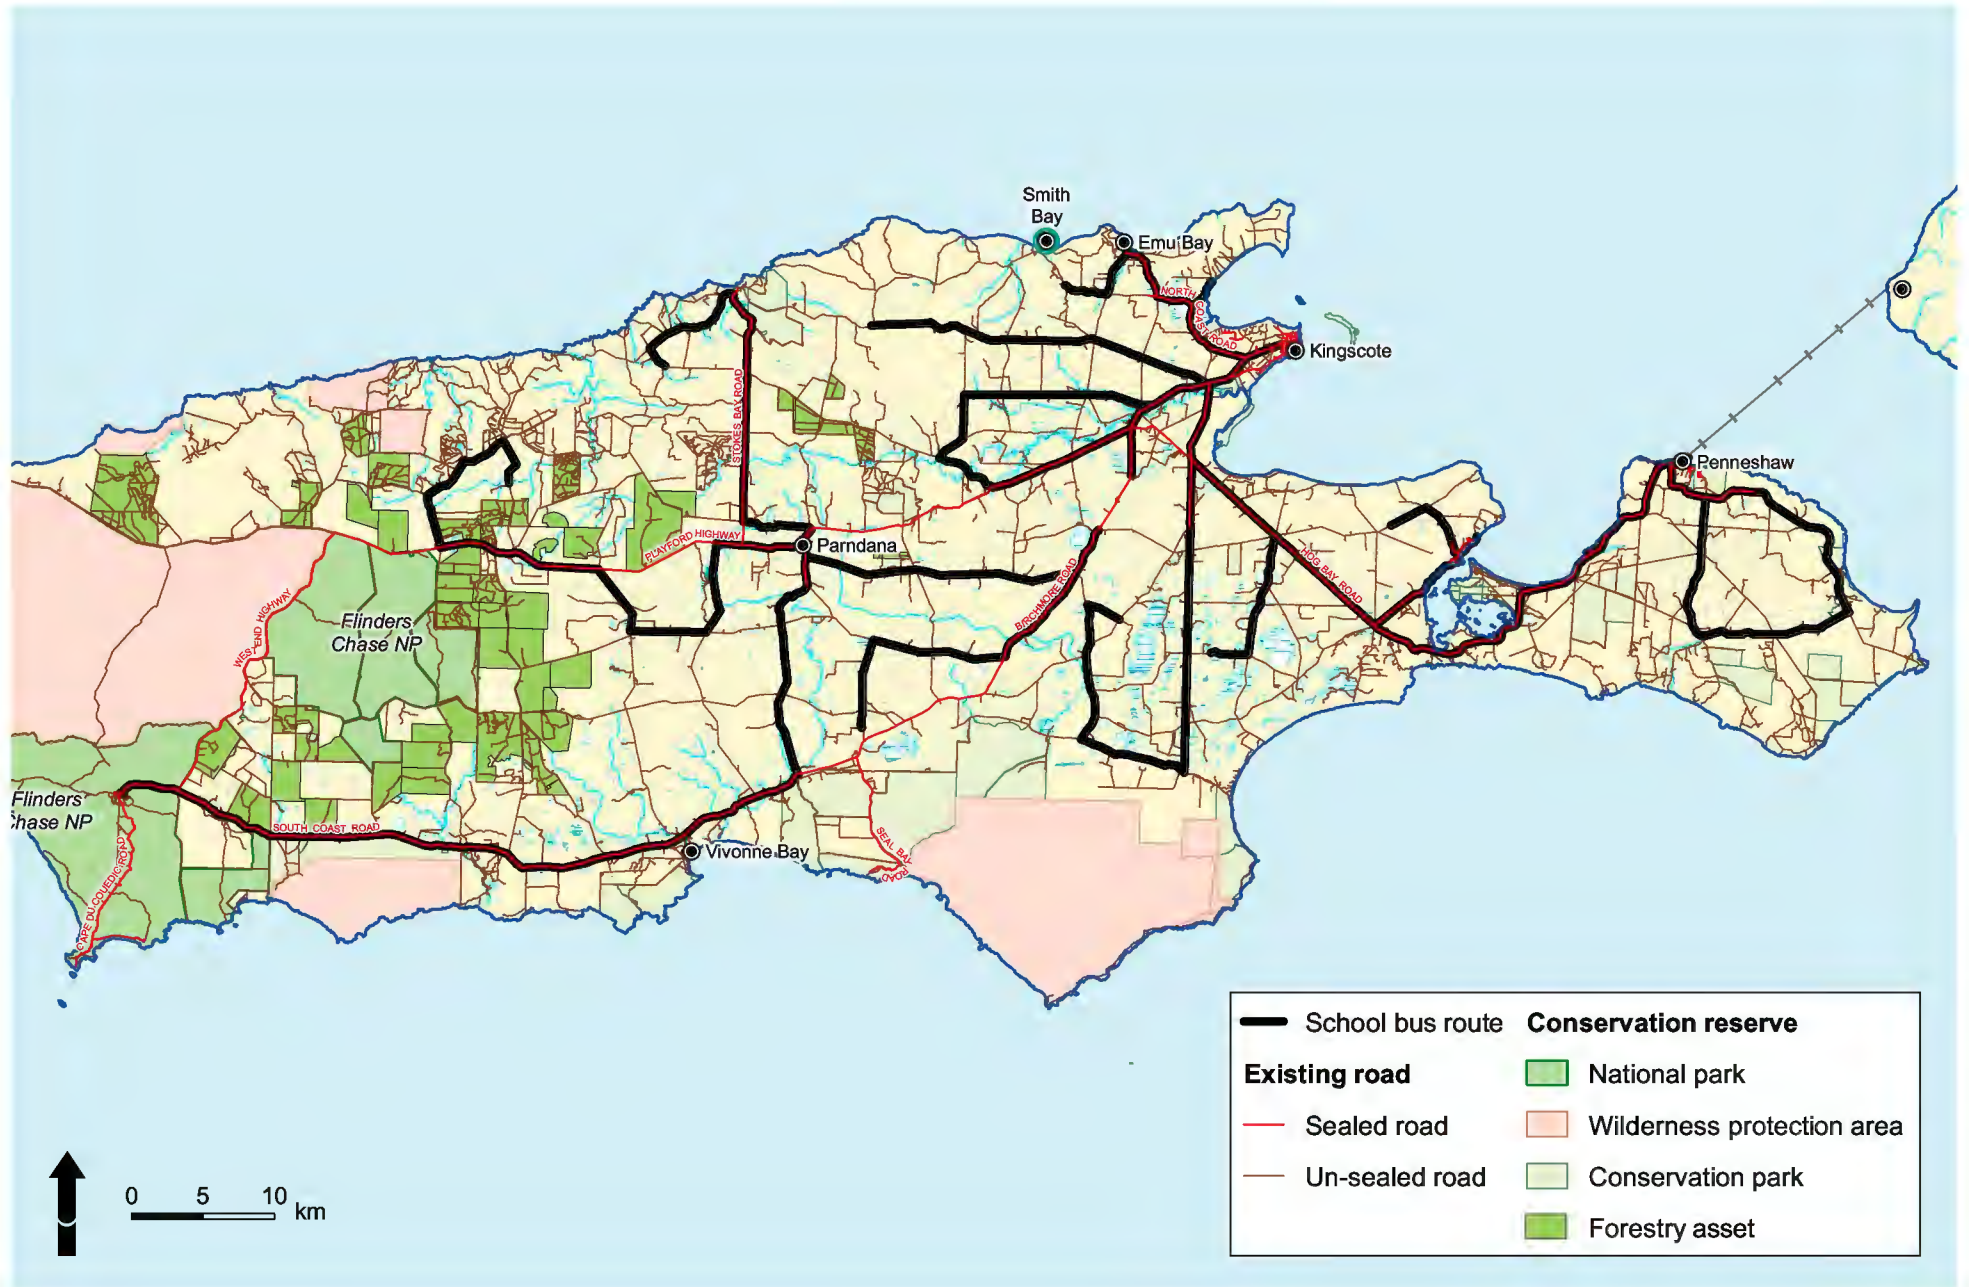 Smith
Bay
Emu Bay
NORTH COAST ROAD
Kingscote
STOKES BAY ROAD
Penneshaw
PLAYFORD HIGHWAY
Parndana
HOG BAY ROAD
BIRCHMORE ROAD
WEST END HIGHWAY
Flinders
Chase NP
Flinders
Chase NP
SOUTH COAST ROAD
Vivonne Bay
SEAL BAY
ROAD
CAPE DU COUEDIC ROAD
School bus route
Existing road
Sealed road
Un-sealed road
Conservation reserve
National park
Wilderness protection area
Conservation park
Forestry asset
0 5 10
km